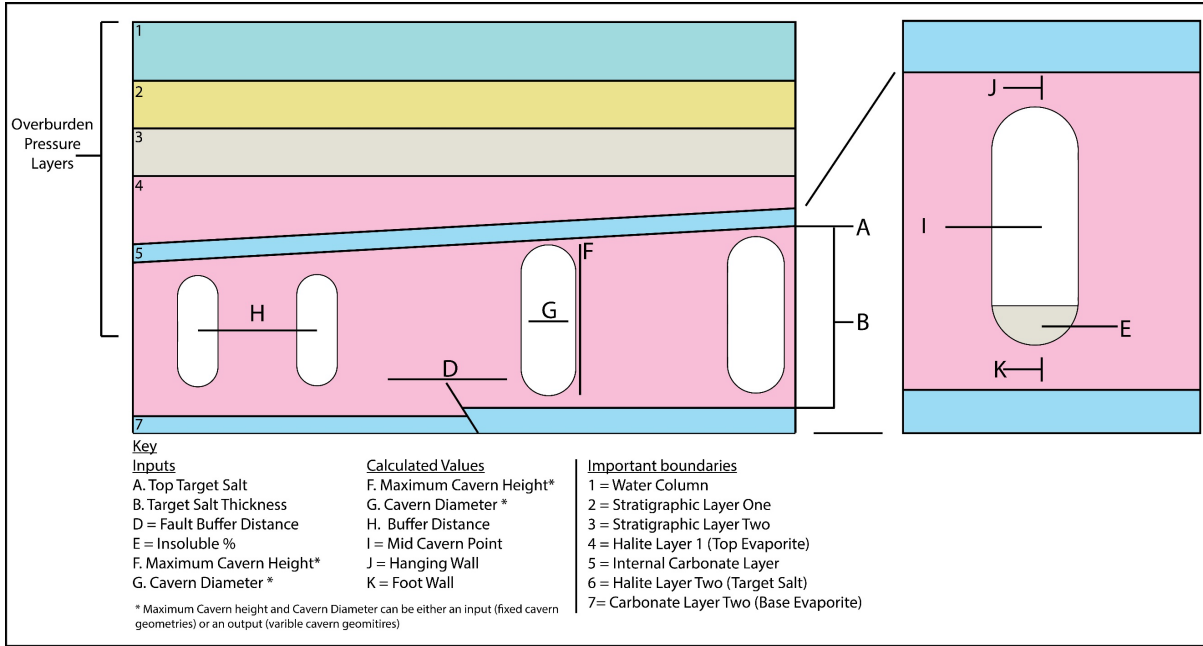 1
2
3
4
5
7
Overburden
Pressure
Layers
H
D
G
F
A
B
J
I
E
K
Key
Inputs
A. Top Target Salt
B. Target Salt Thickness
D = Fault Buffer Distance
E = Insoluble %
F. Maximum Cavern Height*
G. Cavern Diameter *
Calculated Values
F. Maximum Cavern Height*
G. Cavern Diameter *
H. Buffer Distance
I = Mid Cavern Point
J = Hanging Wall
K = Foot Wall
* Maximum Cavern height and Cavern Diameter can be either an input (fixed cavern
geometries) or an output (varible cavern geomitires)
Important boundaries
1 = Water Column
2 = Stratigraphic Layer One
3 = Stratigraphic Layer Two
4 = Halite Layer 1 (Top Evaporite)
5 = Internal Carbonate Layer
6 = Halite Layer Two (Target Salt)
7= Carbonate Layer Two (Base Evaporite)